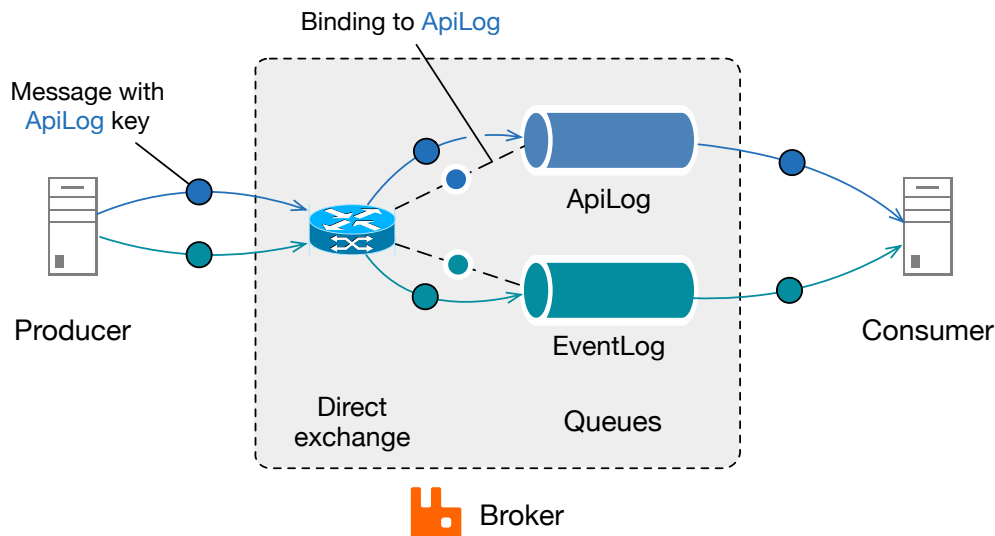 Binding to ApiLog
Message with
ApiLog key
ApiLog
Producer
Consumer
EventLog
Direct
exchange
Queues
Broker